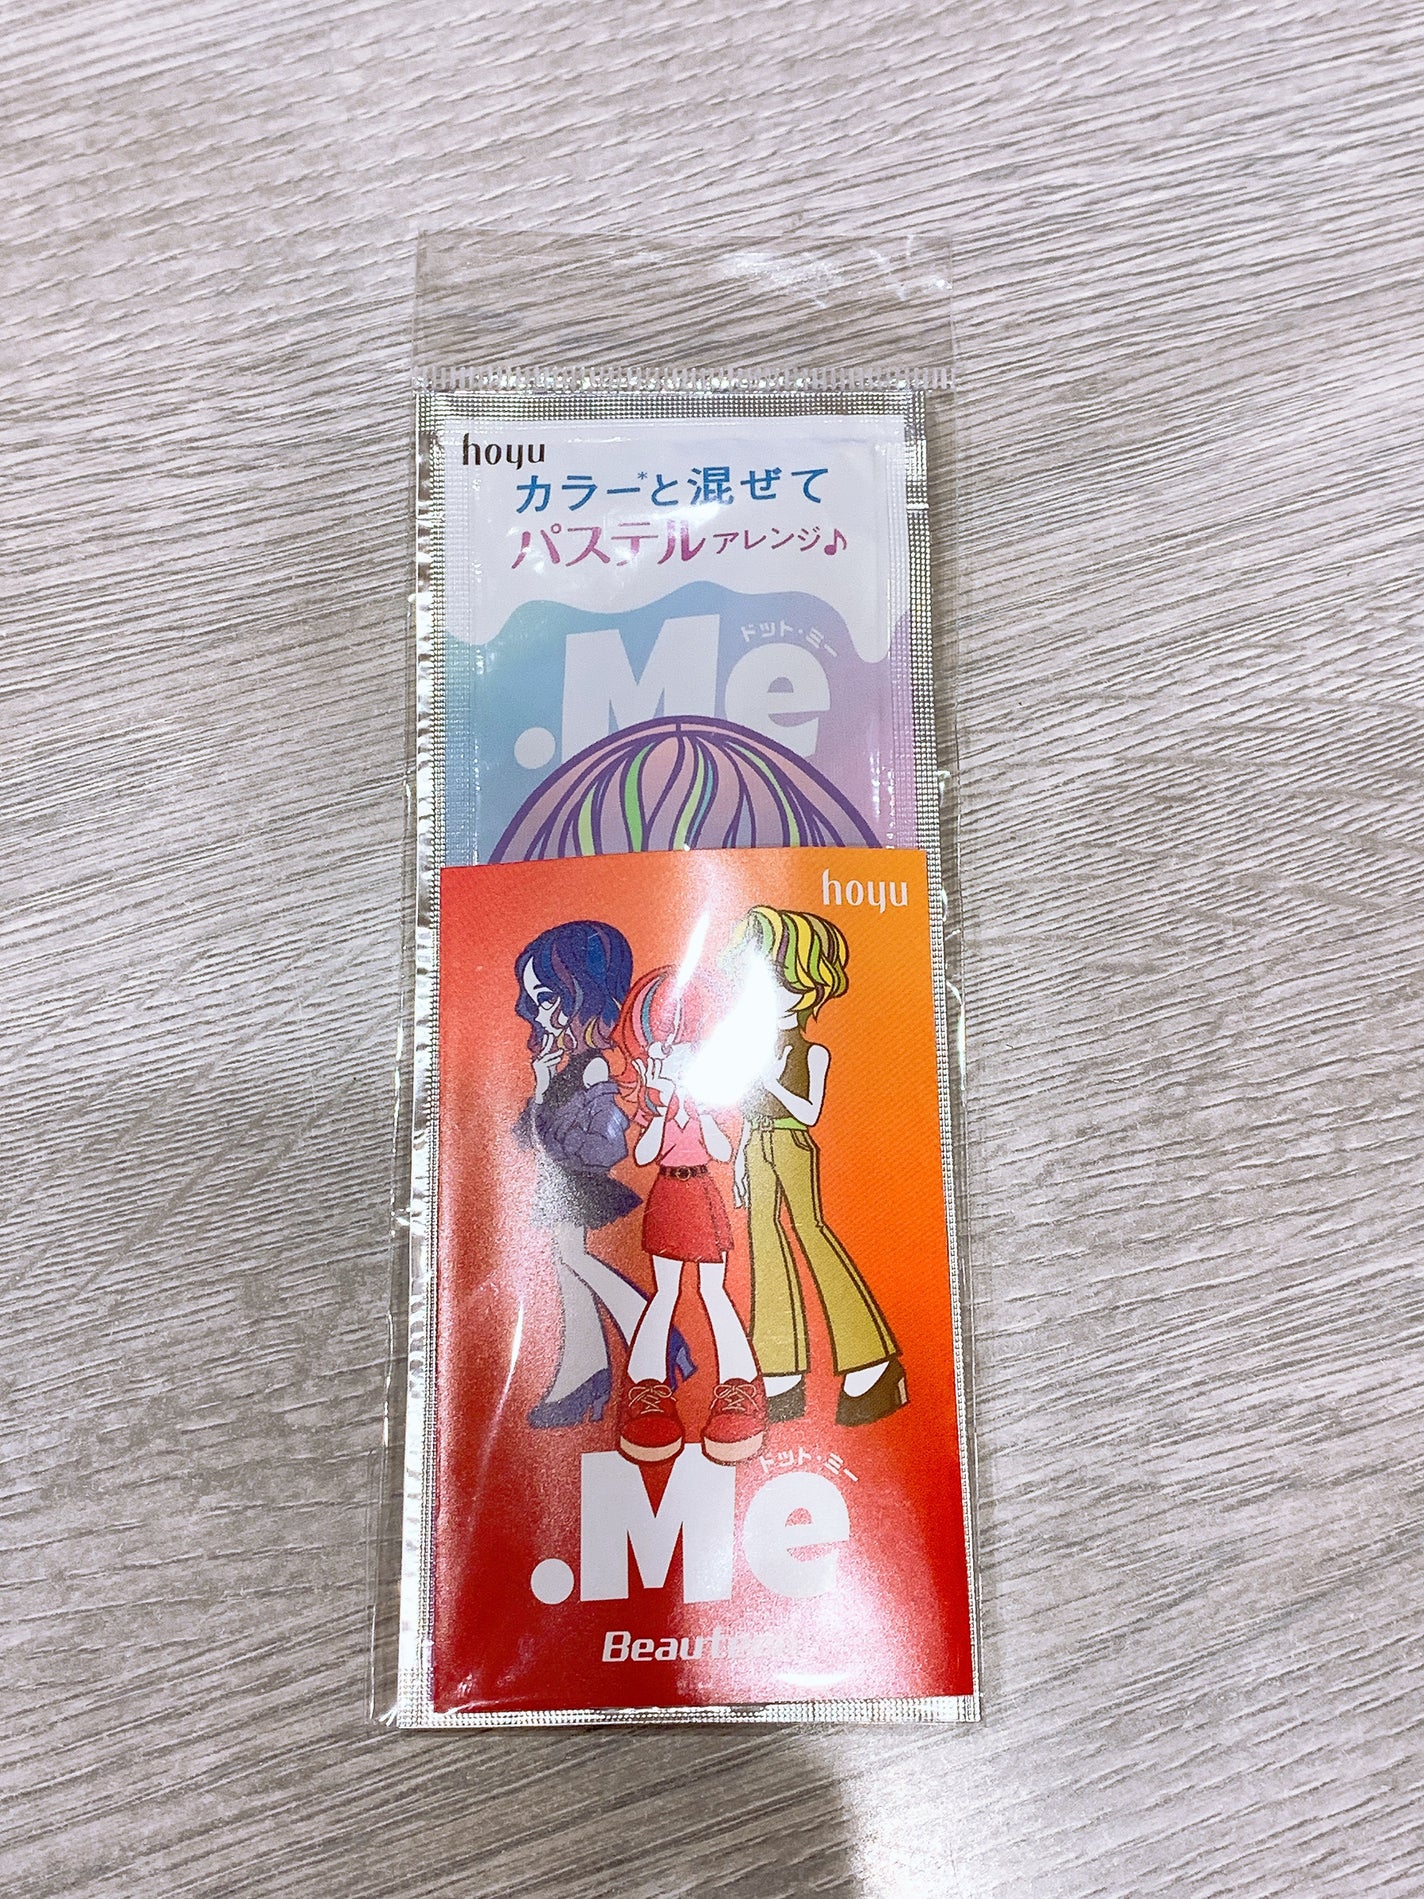 hoyu
カラー*と混ぜて
パステルアレンジ♪
ドット・ミー
.Me
hoyu
ドット・ミー
.Me